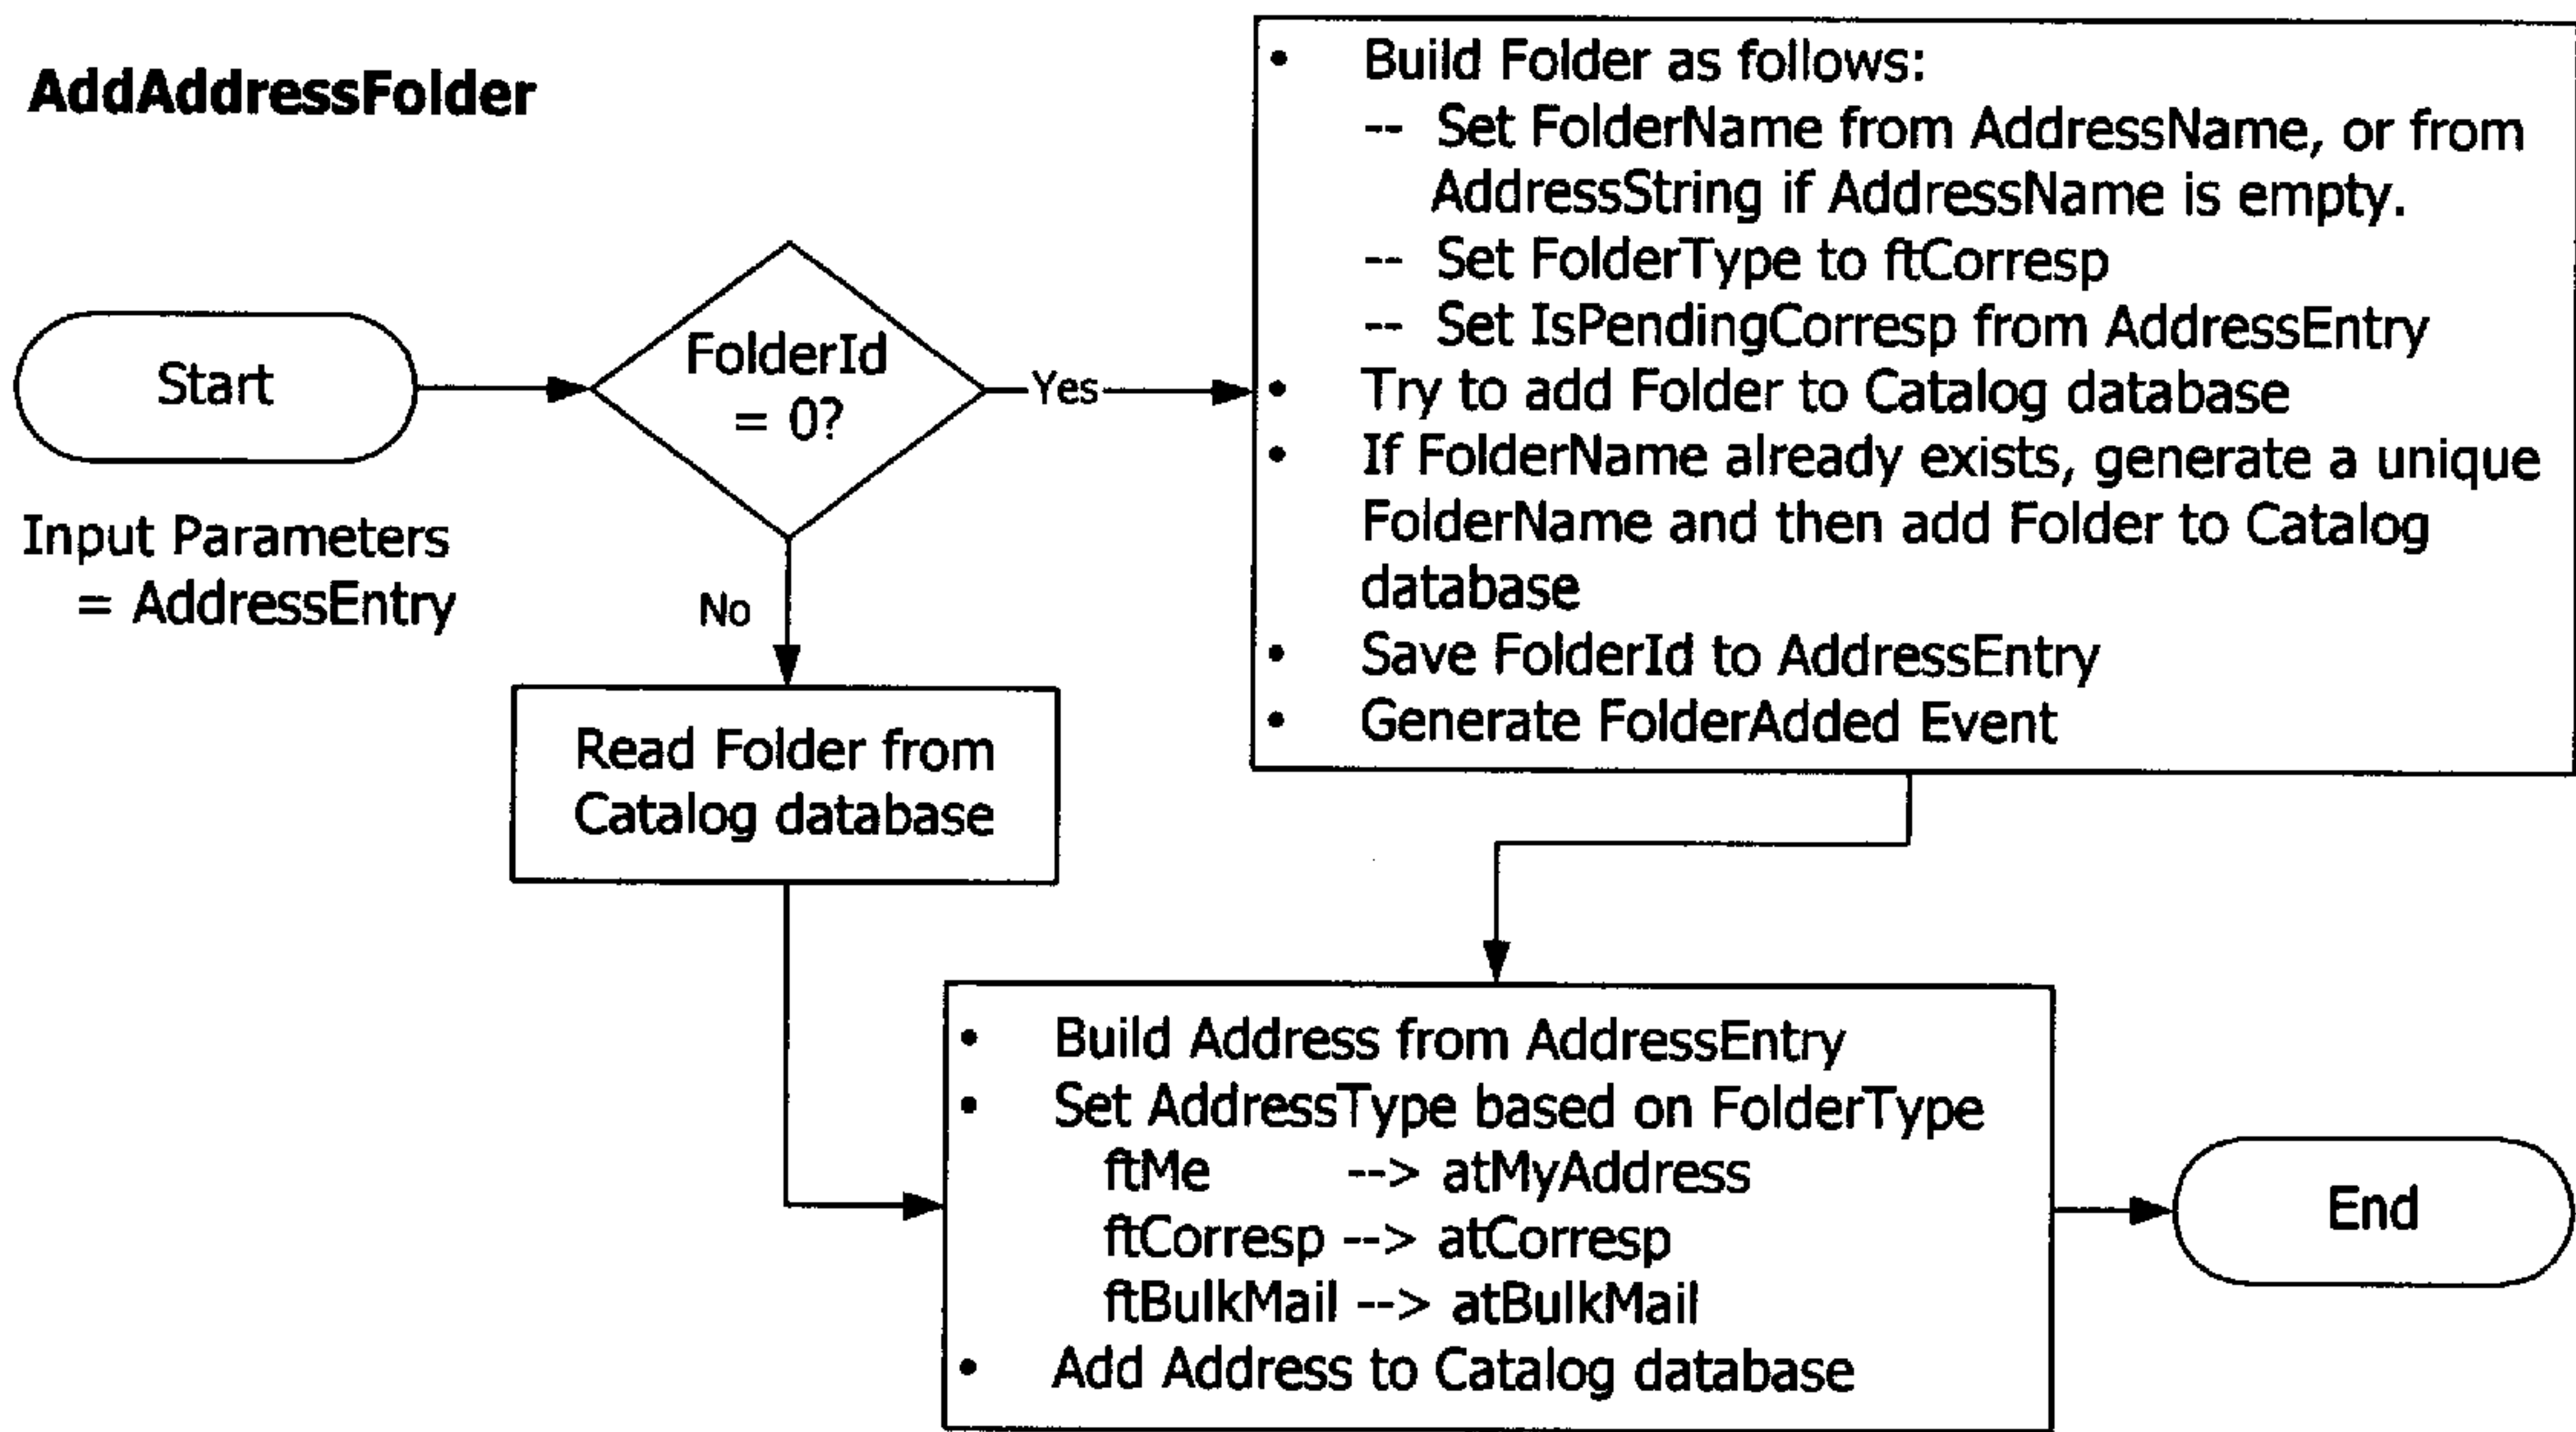 AddAddressFolder
Start
Input Parameters
= AddressEntry
FolderId
= 0?
Yes
No
• Build Folder as follows:
-- Set FolderName from AddressName, or from
AddressString if AddressName is empty.
-- Set FolderType to ftCorresp
-- Set IsPendingCorresp from AddressEntry
• Try to add Folder to Catalog database
• If FolderName already exists, generate a unique
FolderName and then add Folder to Catalog
database
• Save FolderId to AddressEntry
• Generate FolderAdded Event
Read Folder from
Catalog database
• Build Address from AddressEntry
• Set AddressType based on FolderType
ftMe --> atMyAddress
ftCorresp --> atCorresp
ftBulkMail --> atBulkMail
• Add Address to Catalog database
End